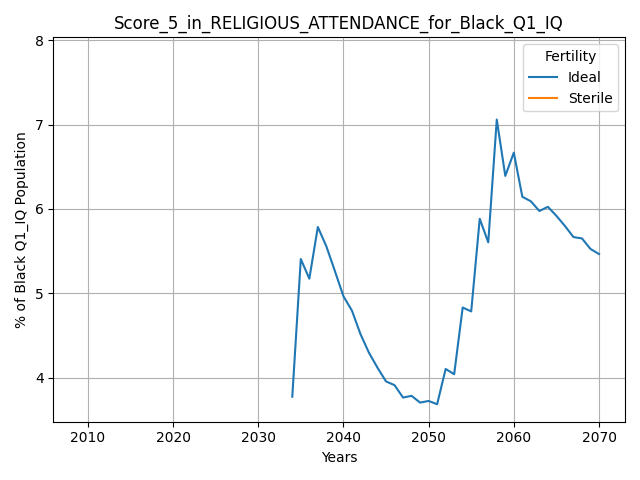 Score_5_in_RELIGIOUS_ATTENDANCE_for_Black_Q1_IQ
8
7
6
5
4
% of Black Q1_IQ Population
Fertility
Ideal
Sterile
2010 2020 2030 2040 2050 2060 2070
Years